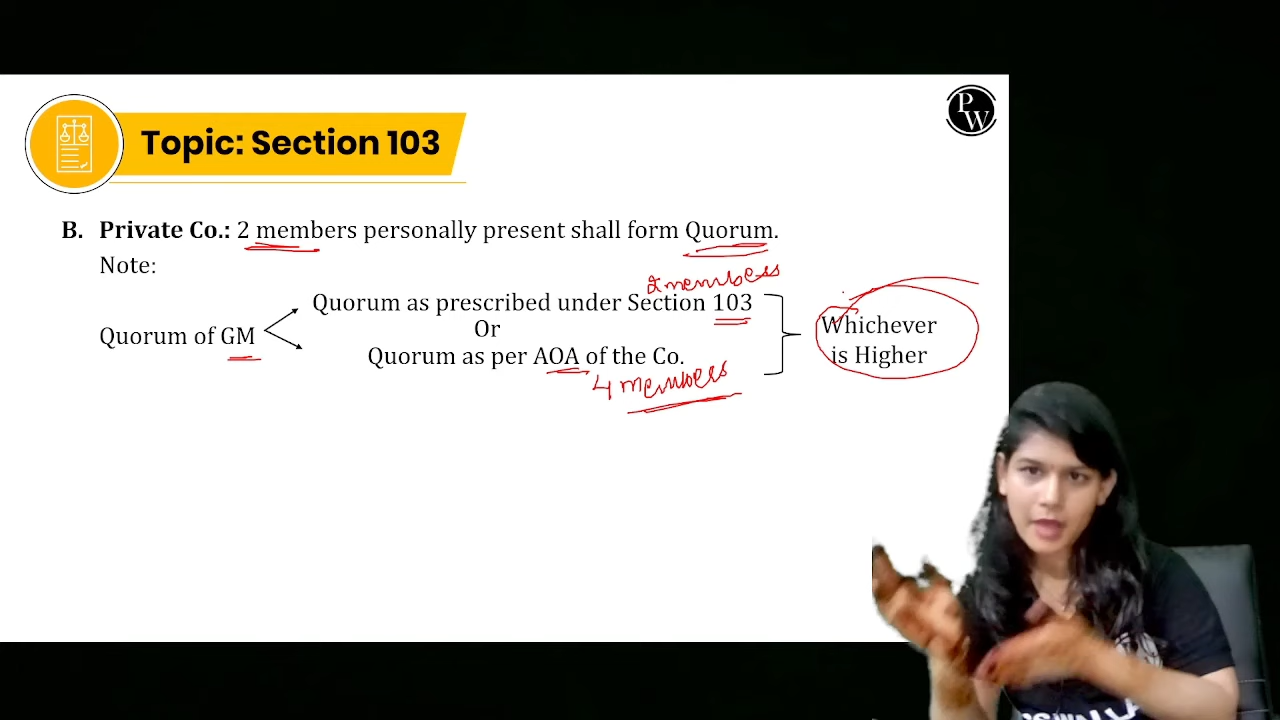 PW
Topic: Section 103
B. Private Co.: 2 members personally present shall form Quorum.
Note:
2 members
Quorum as prescribed under Section 103
Or
Quorum of GM
Quorum as per AOA of the Co.
4 members
Whichever
is Higher